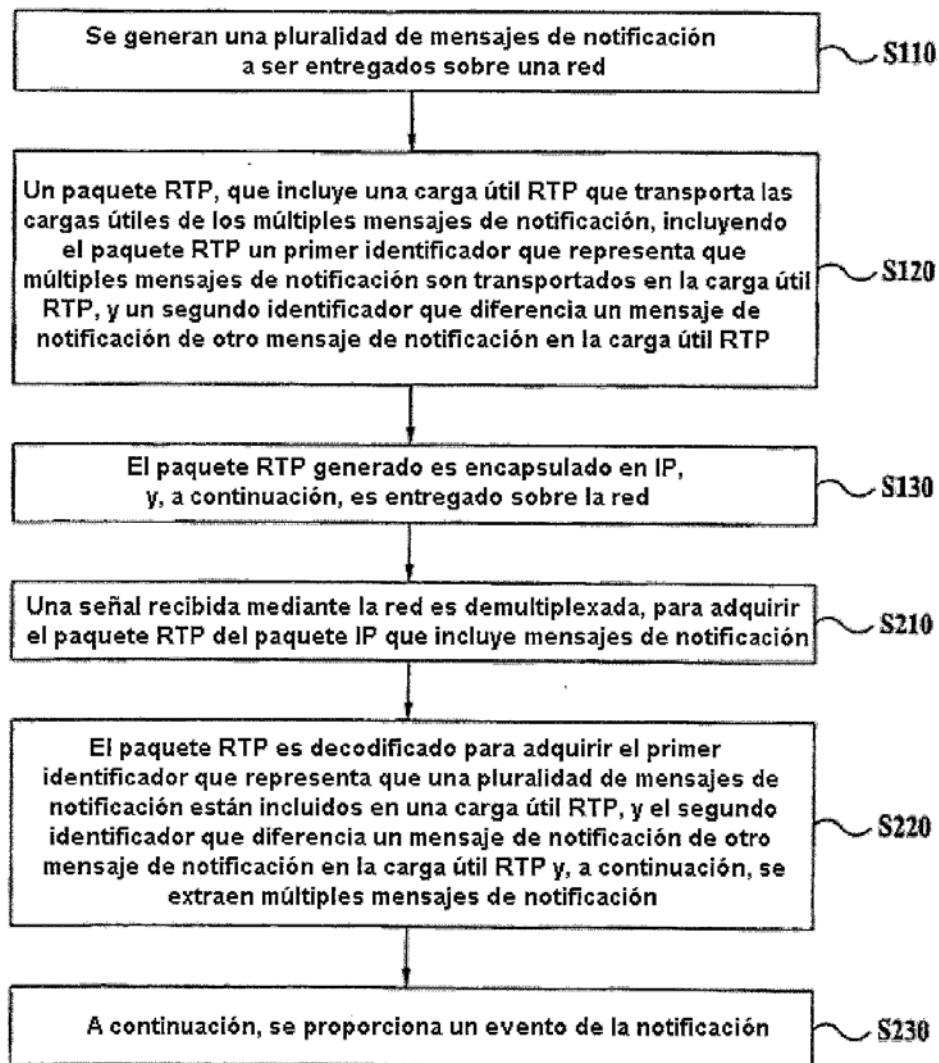 Se generan una pluralidad de mensajes de notificación
a ser entregados sobre una red
S110
Un paquete RTP, que incluye una carga útil RTP que transporta las
cargas útiles de los múltiples mensajes de notificación, incluyendo
el paquete RTP un primer identificador que representa que
múltiples mensajes de notificación son transportados en la carga útil
RTP, y un segundo identificador que diferencia un mensaje de
notificación de otro mensaje de notificación en la carga útil RTP
S120
El paquete RTP generado es encapsulado en IP,
y, a continuación, es entregado sobre la red
S130
Una señal recibida mediante la red es demultiplexada, para adquirir
el paquete RTP del paquete IP que incluye mensajes de notificación
S210
El paquete RTP es decodificado para adquirir el primer
identificador que representa que una pluralidad de mensajes de
notificación están incluidos en una carga útil RTP, y el segundo
identificador que diferencia un mensaje de notificación de otro
mensaje de notificación en la carga útil RTP y, a continuación, se
extraen múltiples mensajes de notificación
S220
A continuación, se proporciona un evento de la notificación
S230